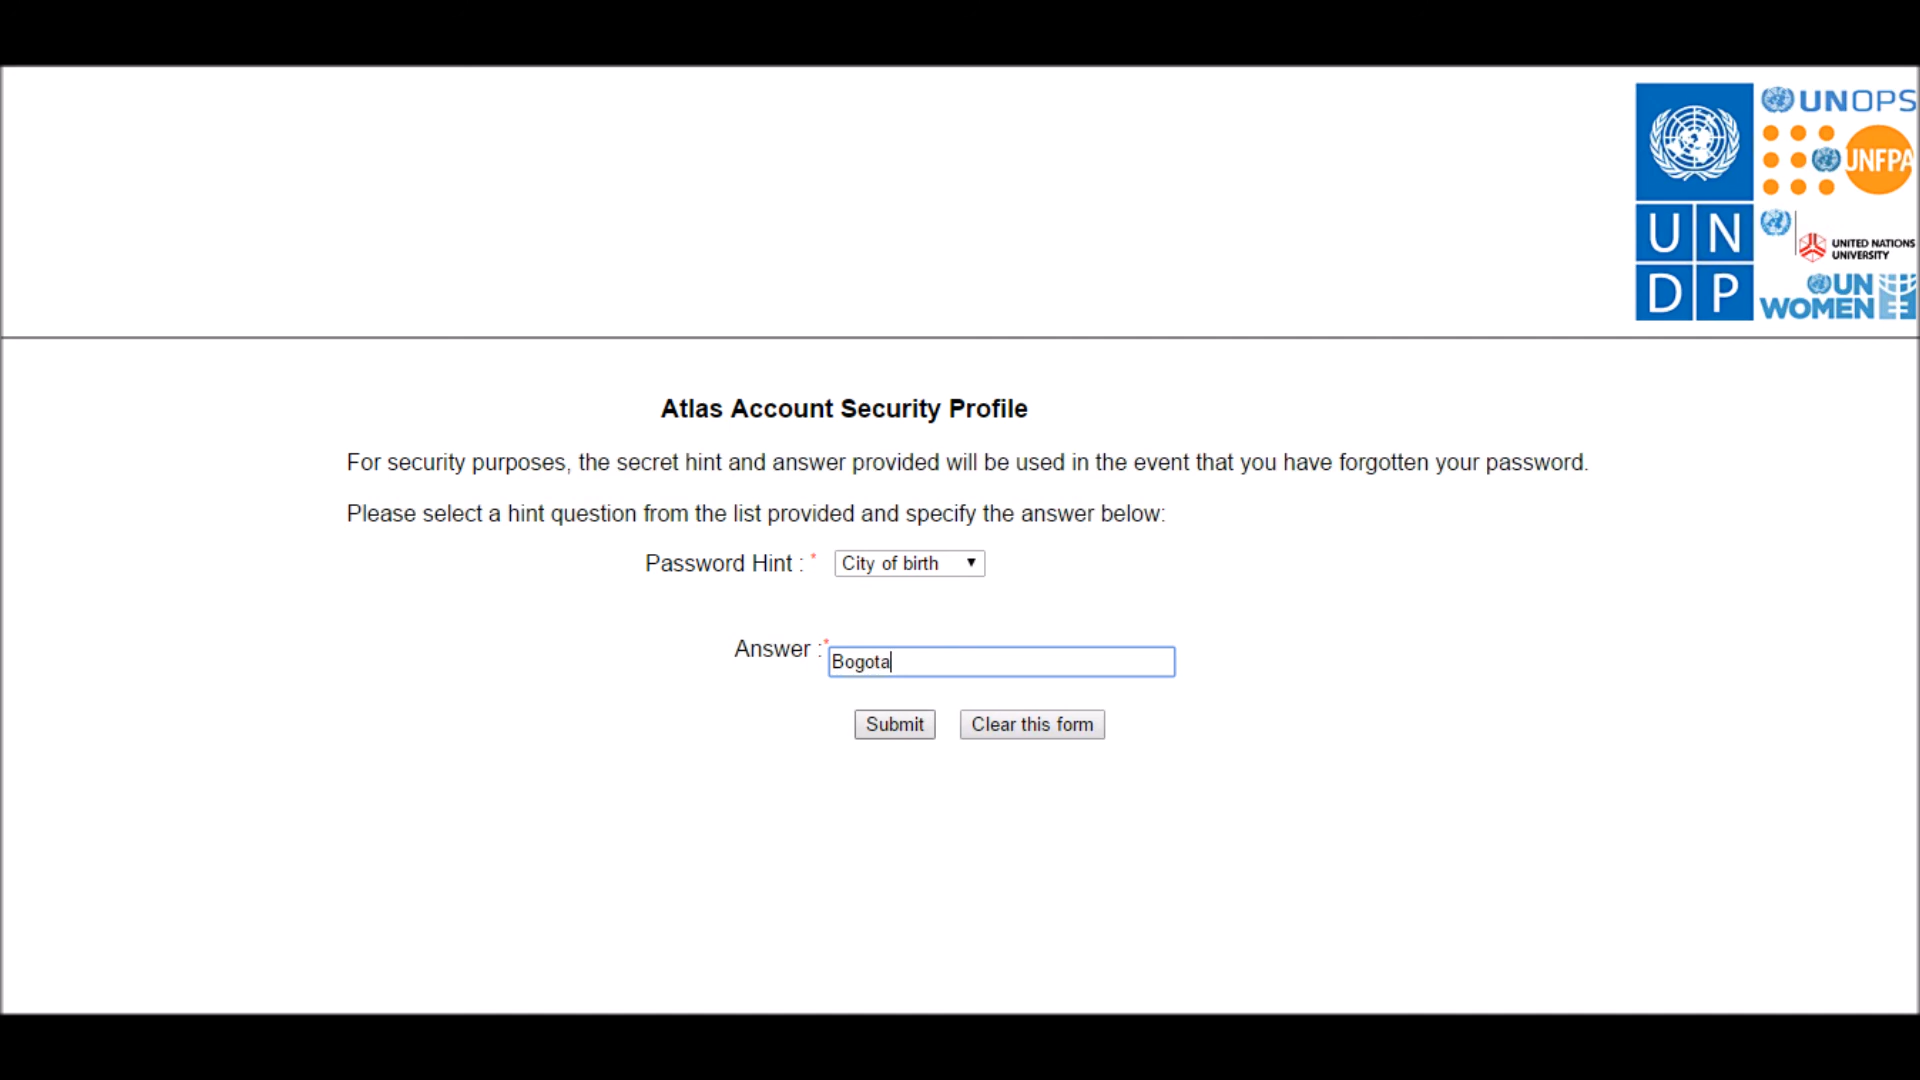 UNOPS
UNFPA
UN
DP
UNITED NATIONS
UNIVERSITY
UN
WOMEN
Atlas Account Security Profile
For security purposes, the secret hint and answer provided will be used in the event that you have forgotten your password.
Please select a hint question from the list provided and specify the answer below:
Password Hint : * City of birth
Answer :* Bogota
Submit Clear this form